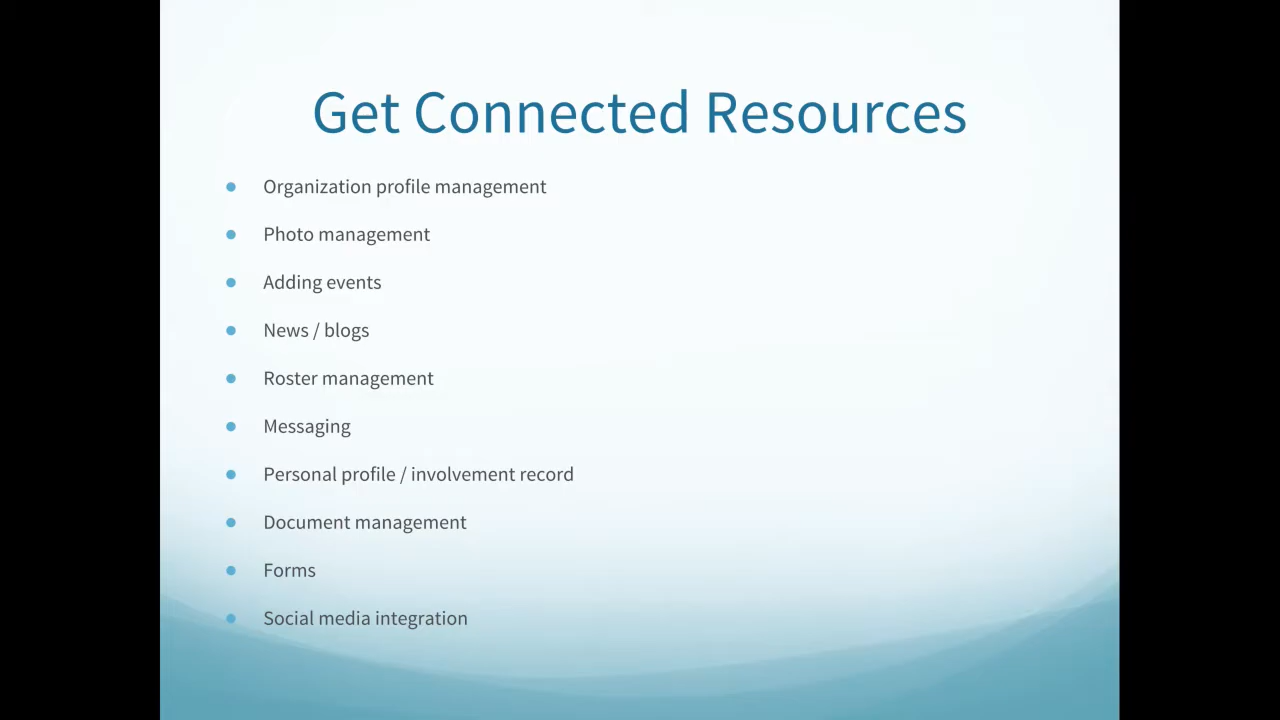 Get Connected Resources
Organization profile management
Photo management
Adding events
News / blogs
Roster management
Messaging
Personal profile / involvement record
Document management
Forms
Social media integration